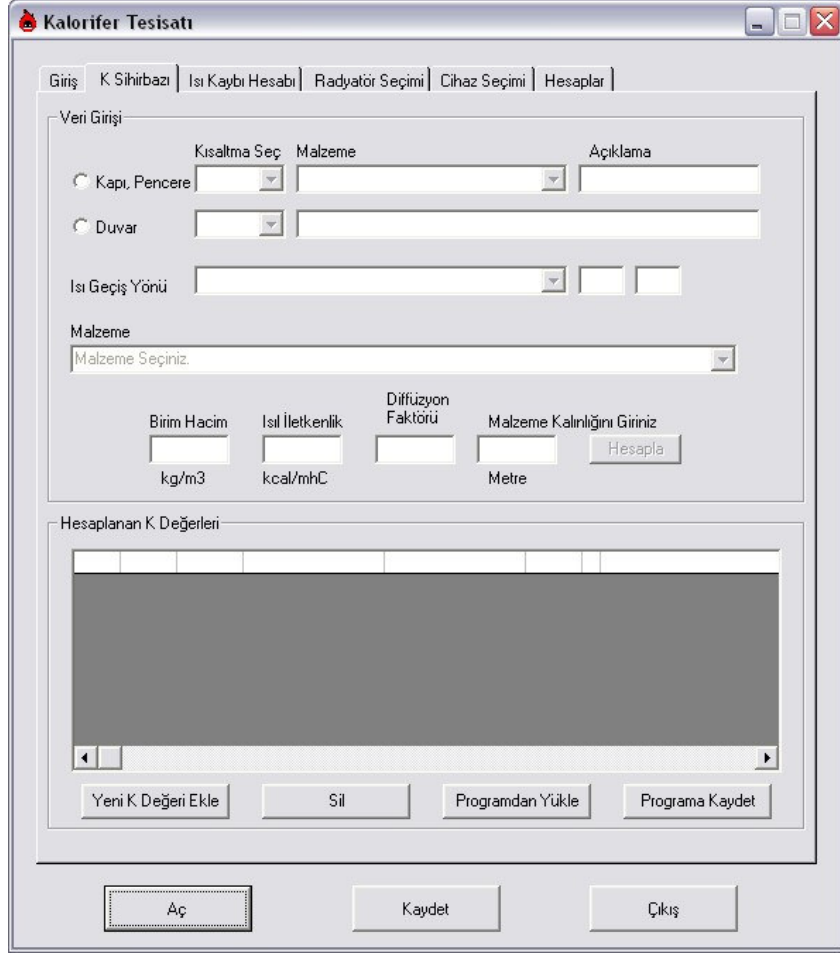 Kalorifer Tesisatı
Giriş K Sihirbazı Isı Kaybı Hesabı Radyatör Seçimi Cihaz Seçimi Hesaplar
Veri Girişi
Kısaltma Seç Malzeme Açıklama
Kapı, Pencere
Duvar
Isı Geçiş Yönü
Malzeme
Malzeme Seçiniz.
Birim Hacim Isıl İletkenlik Diffüzyon Faktörü Malzeme Kalınlığını Giriniz
Hesapla
kg/m3 kcal/mhC Metre
Hesaplanan K Değerleri
Yeni K Değeri Ekle Sil Programdan Yükle Programa Kaydet
Aç Kaydet Çıkış